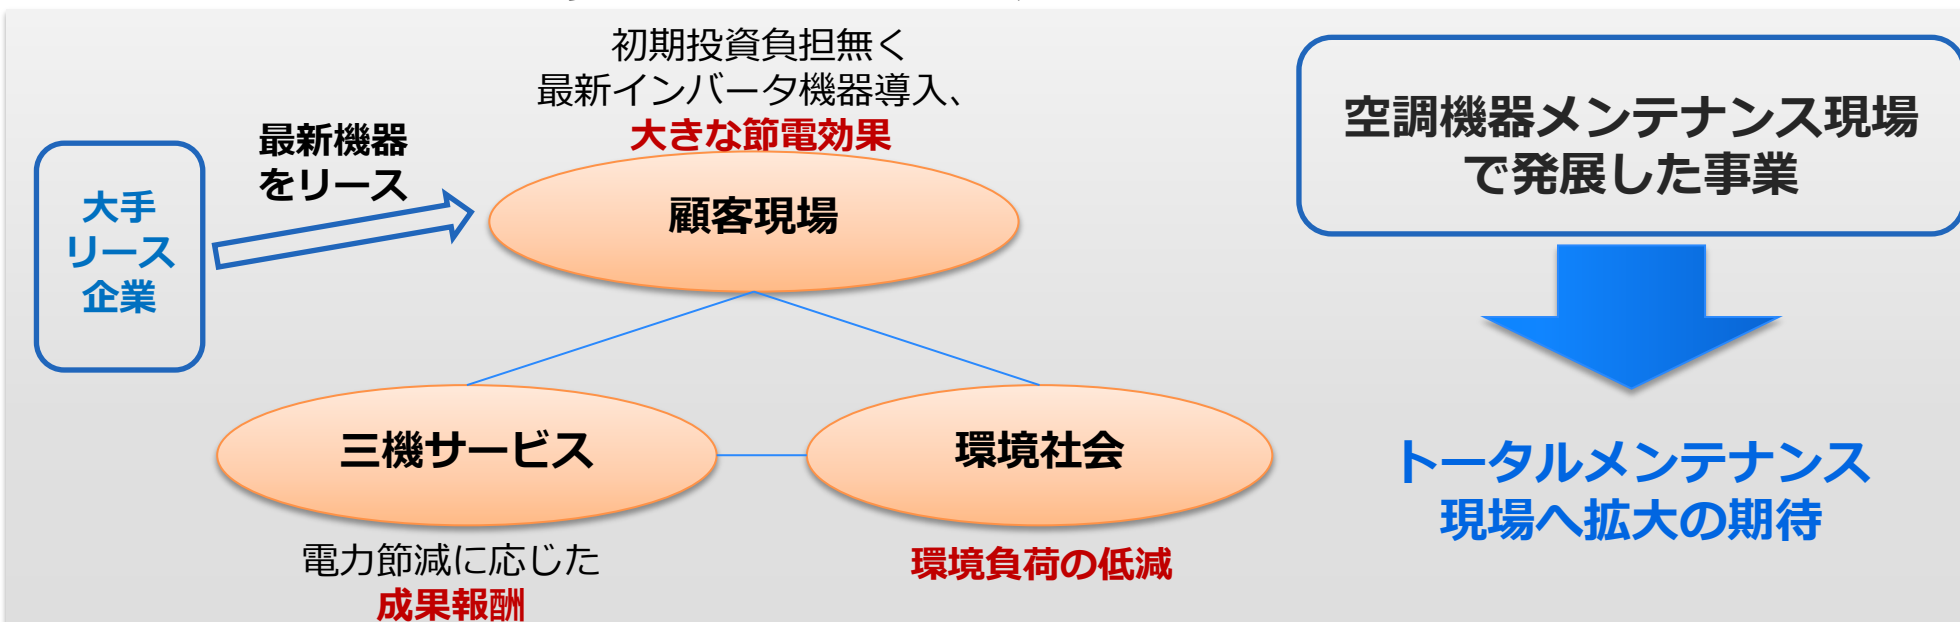 初期投資負担無く
最新インバータ機器導入、
大きな節電効果
最新機器
をリース
大手
リース
企業
顧客現場
三機サービス
環境社会
電力節減に応じた
成果報酬
環境負荷の低減
空調機器メンテナンス現場
で発展した事業
トータルメンテナンス
現場へ拡大の期待